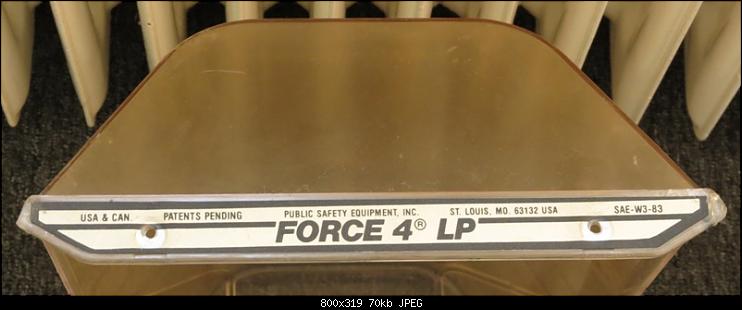 USA & CAN. PATENTS PENDING PUBLIC SAFETY EQUIPMENT, INC. ST. LOUIS, MO. 63132 USA SAE-W3-83
FORCE 4® LP
800x319 70kb JPEG